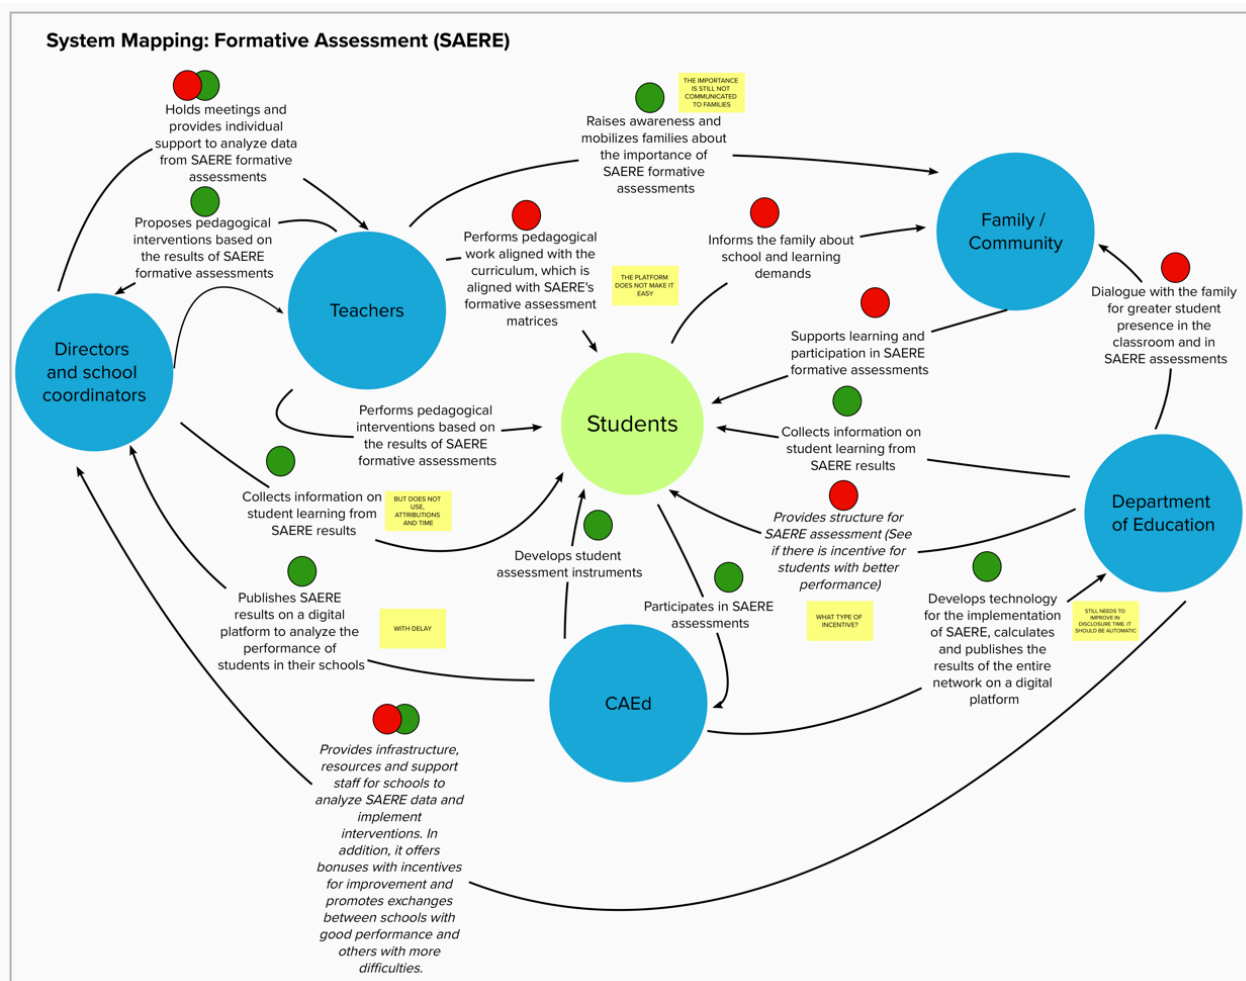 System Mapping: Formative Assessment (SAERE)
Holds meetings and
provides individual
support to analyze data
from SAERE formative
assessments
THE IMPORTANCE
IS STILL NOT
COMMUNICATED
TO FAMILIES
Raises awareness and
mobilizes families about
the importance of
SAERE formative
assessments
Proposes pedagogical
interventions based on
the results of SAERE
formative assessments
Performs pedagogical
work aligned with the
curriculum, which is
aligned with SAERE's
formative assessment
matrices
THE PLATFORM
DOES NOT MAKE IT
EASY
Informs the family about
school and learning
demands
Family /
Community
Teachers
Directors
and school
coordinators
Dialogue with the family
for greater student
presence in the
classroom and in
SAERE assessments
Supports learning and
participation in SAERE
formative assessments
Students
Performs pedagogical
interventions based on
the results of SAERE
formative assessments
Collects information on
student learning from
SAERE results
Collects information on
student learning from
SAERE results
BUT DOES NOT
USE,
ATTRIBUTIONS
AND TIME
Department
of Education
Provides structure for
SAERE assessment (See
if there is incentive for
students with better
performance)
WHAT TYPE OF
INCENTIVE?
Develops student
assessment instruments
Participates in SAERE
assessments
Publishes SAERE
results on a digital
platform to analyze the
performance of
students in their schools
WITH DELAY
Develops technology
for the implementation
of SAERE, calculates
and publishes the
results of the entire
network on a digital
platform
STILL NEEDS TO
IMPROVE IN
DISCLOSURE TIME. IT
SHOULD BE AUTOMATIC
CAEd
Provides infrastructure,
resources and support
staff for schools to
analyze SAERE data and
implement
interventions. In
addition, it offers
bonuses with incentives
for improvement and
promotes exchanges
between schools with
good performance and
others with more
difficulties.